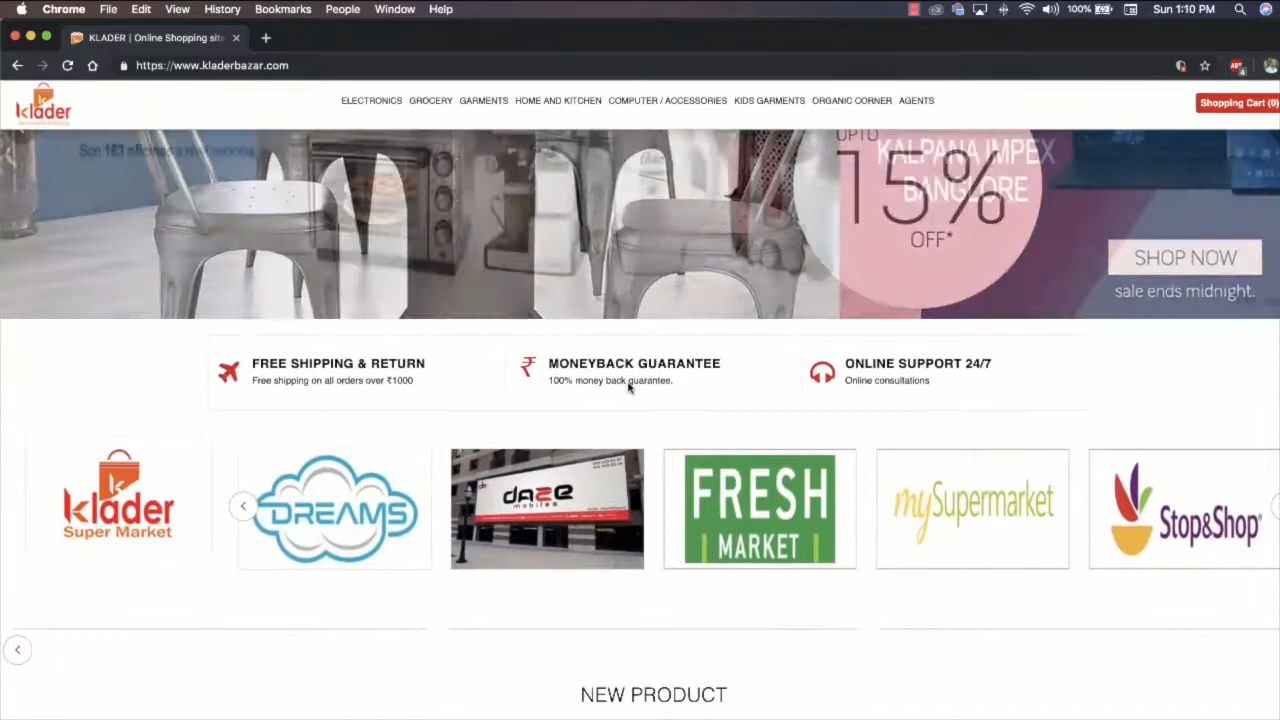 Chrome File Edit View History Bookmarks People Window Help 100% Sun 1:10 PM
KLADER | Online Shopping site
https://www.kladerbazar.com
klader
ELECTRONICS GROCERY GARMENTS HOME AND KITCHEN COMPUTER / ACCESSORIES KIDS GARMENTS ORGANIC CORNER AGENTS
Shopping Cart (0)
UPTO
15%
OFF*
KALPANA IMPEX
BANGLORE
SHOP NOW
sale ends midnight.
FREE SHIPPING & RETURN
Free shipping on all orders over ₹1000
MONEYBACK GUARANTEE
100% money back guarantee.
ONLINE SUPPORT 24/7
Online consultations
klader
Super Market
DREAMS
daze
mobiles
FRESH
MARKET
mySupermarket
Stop&Shop
NEW PRODUCT